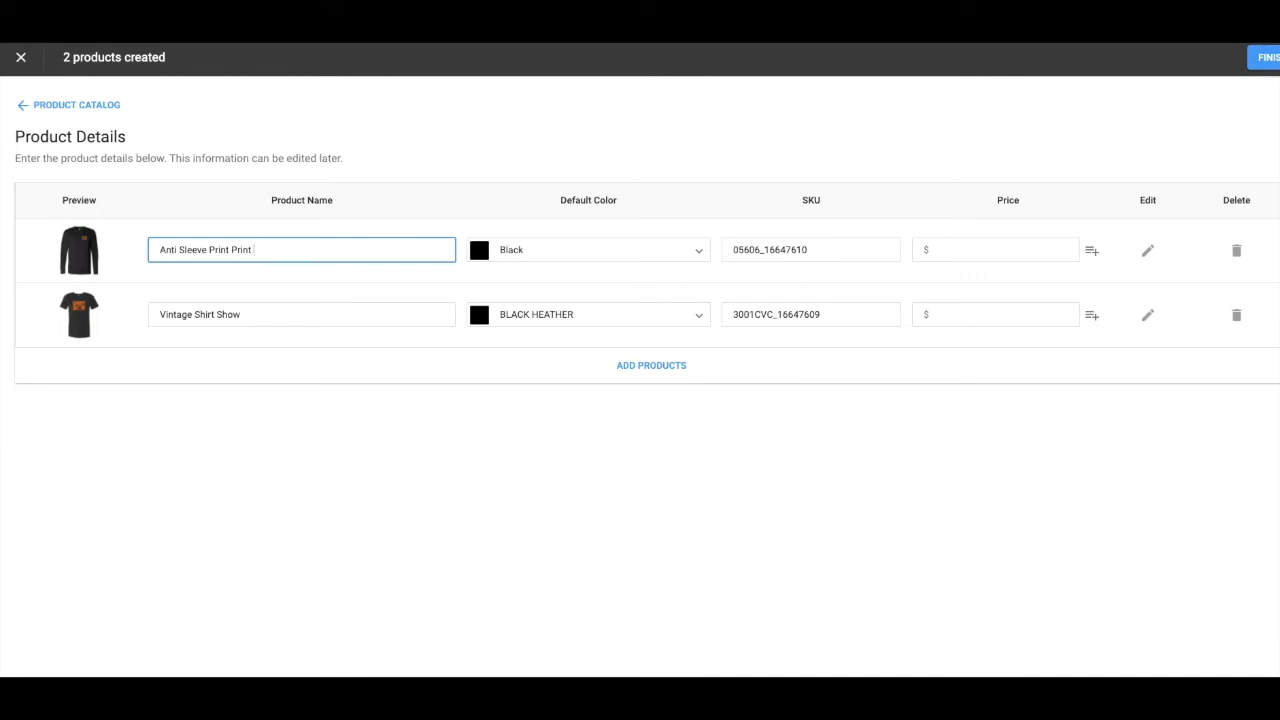 2 products created
FINIS
PRODUCT CATALOG
Product Details
Enter the product details below. This information can be edited later.
Preview Product Name Default Color SKU Price Edit Delete
Anti Sleeve Print Print Black 05606_16647610 $
Vintage Shirt Show BLACK HEATHER 3001CVC_16647609 $
ADD PRODUCTS